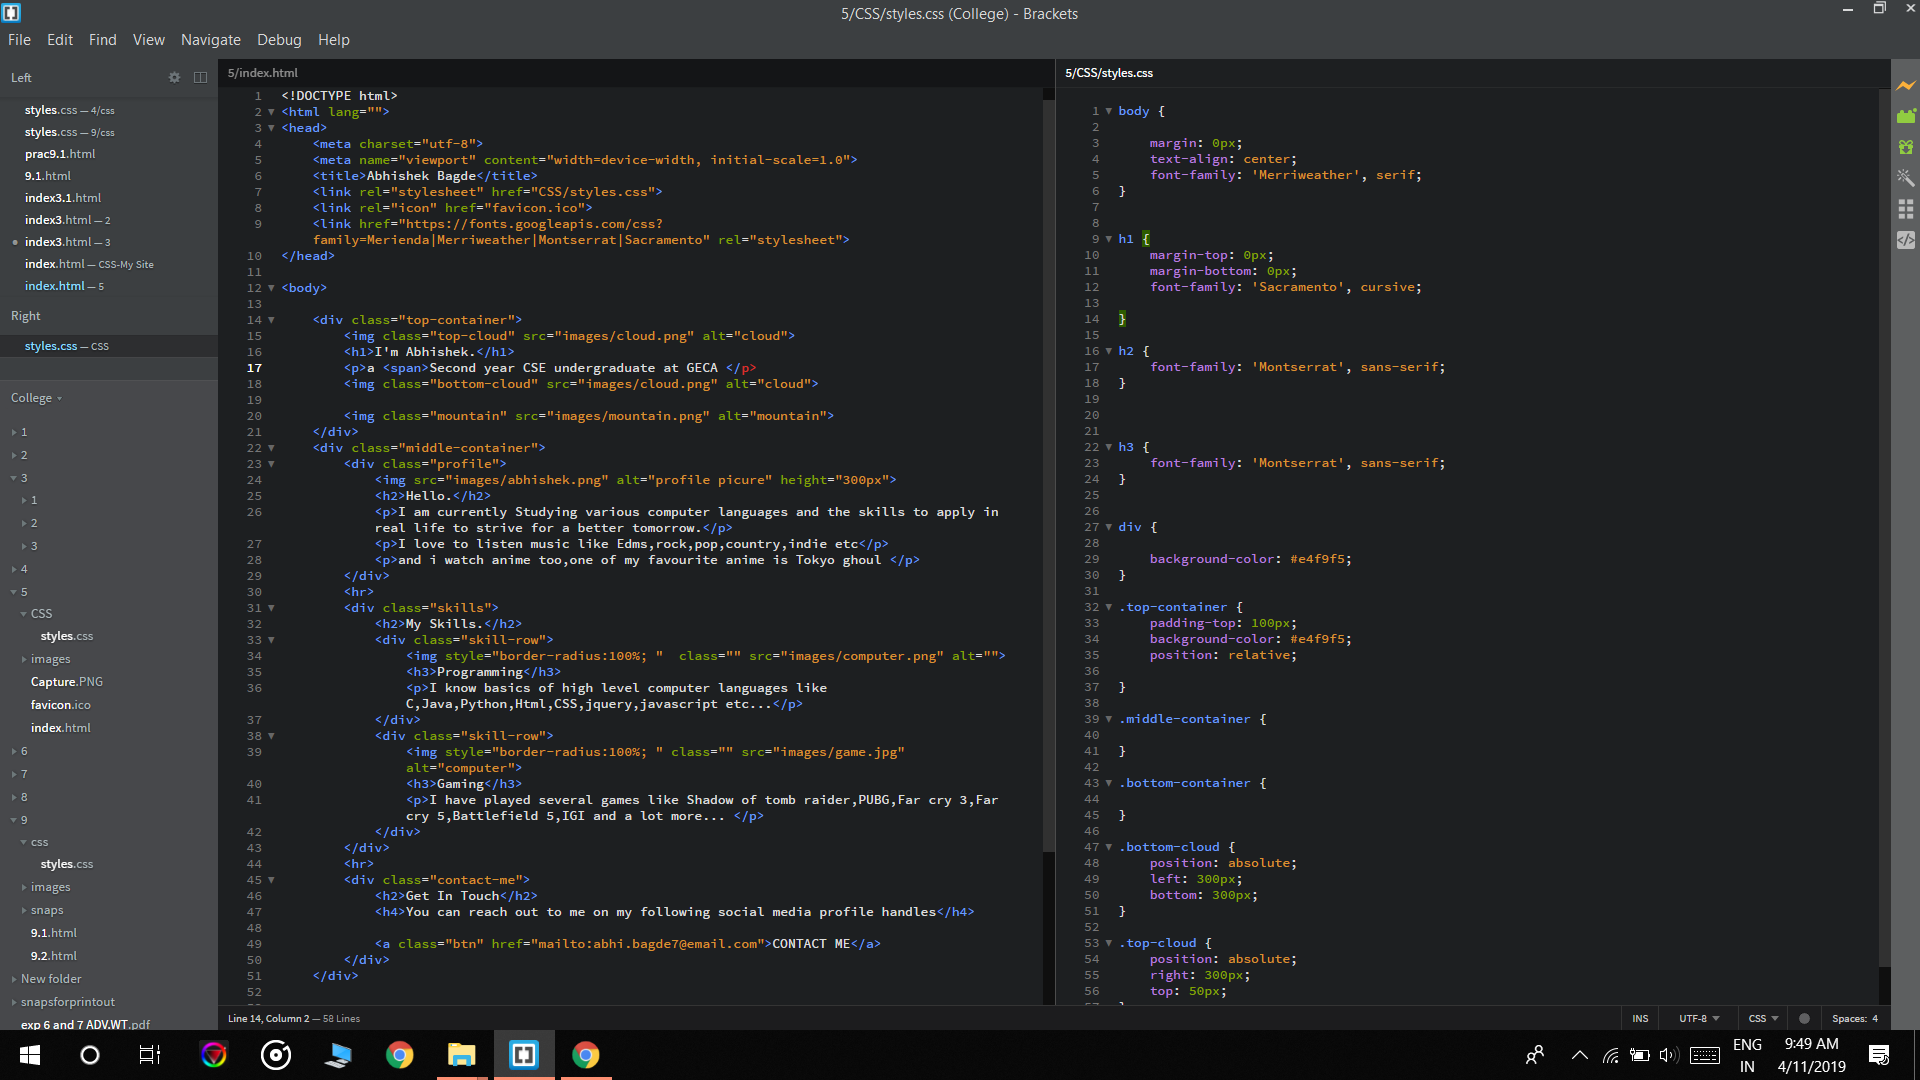 5/CSS/styles.css (College) - Brackets
File Edit Find View Navigate Debug Help
Left
styles.css — 4/css
styles.css — 9/css
prac9.1.html
9.1.html
index3.1.html
index3.html — 2
index3.html — 3
index.html — CSS-My Site
index.html — 5
Right
styles.css — CSS
College
1
2
3
1
2
3
4
5
CSS
styles.css
images
Capture.PNG
favicon.ico
index.html
6
7
8
9
css
styles.css
images
snaps
9.1.html
9.2.html
New folder
snapsforprintout
exp 6 and 7 ADV.WT.pdf
5/index.html
1 <!DOCTYPE html>
2 <html lang="">
3 <head>
4 <meta charset="utf-8">
5 <meta name="viewport" content="width=device-width, initial-scale=1.0">
6 <title>Abhishek Bagde</title>
7 <link rel="stylesheet" href="CSS/styles.css">
8 <link rel="icon" href="favicon.ico">
9 <link href="https://fonts.googleapis.com/css?
family=Merienda|Merriweather|Montserrat|Sacramento" rel="stylesheet">
10 </head>
11
12 <body>
13
14 <div class="top-container">
15 <img class="top-cloud" src="images/cloud.png" alt="cloud">
16 <h1>I'm Abhishek.</h1>
17 <p>a <span>Second year CSE undergraduate at GECA </p>
18 <img class="bottom-cloud" src="images/cloud.png" alt="cloud">
19
20 <img class="mountain" src="images/mountain.png" alt="mountain">
21 </div>
22 <div class="middle-container">
23 <div class="profile">
24 <img src="images/abhishek.png" alt="profile picure" height="300px">
25 <h2>Hello.</h2>
26 <p>I am currently Studying various computer languages and the skills to apply in
real life to strive for a better tomorrow.</p>
27 <p>I love to listen music like Edms,rock,pop,country,indie etc</p>
28 <p>and i watch anime too,one of my favourite anime is Tokyo ghoul </p>
29 </div>
30 <hr>
31 <div class="skills">
32 <h2>My Skills.</h2>
33 <div class="skill-row">
34 <img style="border-radius:100%; "  class="" src="images/computer.png" alt="">
35 <h3>Programming</h3>
36 <p>I know basics of high level computer languages like
C,Java,Python,Html,CSS,jquery,javascript etc...</p>
37 </div>
38 <div class="skill-row">
39 <img style="border-radius:100%; " class="" src="images/game.jpg"
alt="computer">
40 <h3>Gaming</h3>
41 <p>I have played several games like Shadow of tomb raider,PUBG,Far cry 3,Far
cry 5,Battlefield 5,IGI and a lot more... </p>
42 </div>
43 </div>
44 <hr>
45 <div class="contact-me">
46 <h2>Get In Touch</h2>
47 <h4>You can reach out to me on my following social media profile handles</h4>
48
49 <a class="btn" href="mailto:abhi.bagde7@email.com">CONTACT ME</a>
50 </div>
51 </div>
52
5/CSS/styles.css
1 body {
2
3 margin: 0px;
4 text-align: center;
5 font-family: 'Merriweather', serif;
6 }
7
8
9 h1 {
10 margin-top: 0px;
11 margin-bottom: 0px;
12 font-family: 'Sacramento', cursive;
13
14 }
15
16 h2 {
17 font-family: 'Montserrat', sans-serif;
18 }
19
20
21
22 h3 {
23 font-family: 'Montserrat', sans-serif;
24 }
25
26
27 div {
28
29 background-color: #e4f9f5;
30 }
31
32 .top-container {
33 padding-top: 100px;
34 background-color: #e4f9f5;
35 position: relative;
36
37 }
38
39 .middle-container {
40
41 }
42
43 .bottom-container {
44
45 }
46
47 .bottom-cloud {
48 position: absolute;
49 left: 300px;
50 bottom: 300px;
51 }
52
53 .top-cloud {
54 position: absolute;
55 right: 300px;
56 top: 50px;
Line 14, Column 2 — 58 Lines
INS UTF-8 CSS Spaces: 4
ENG
IN
9:49 AM
4/11/2019